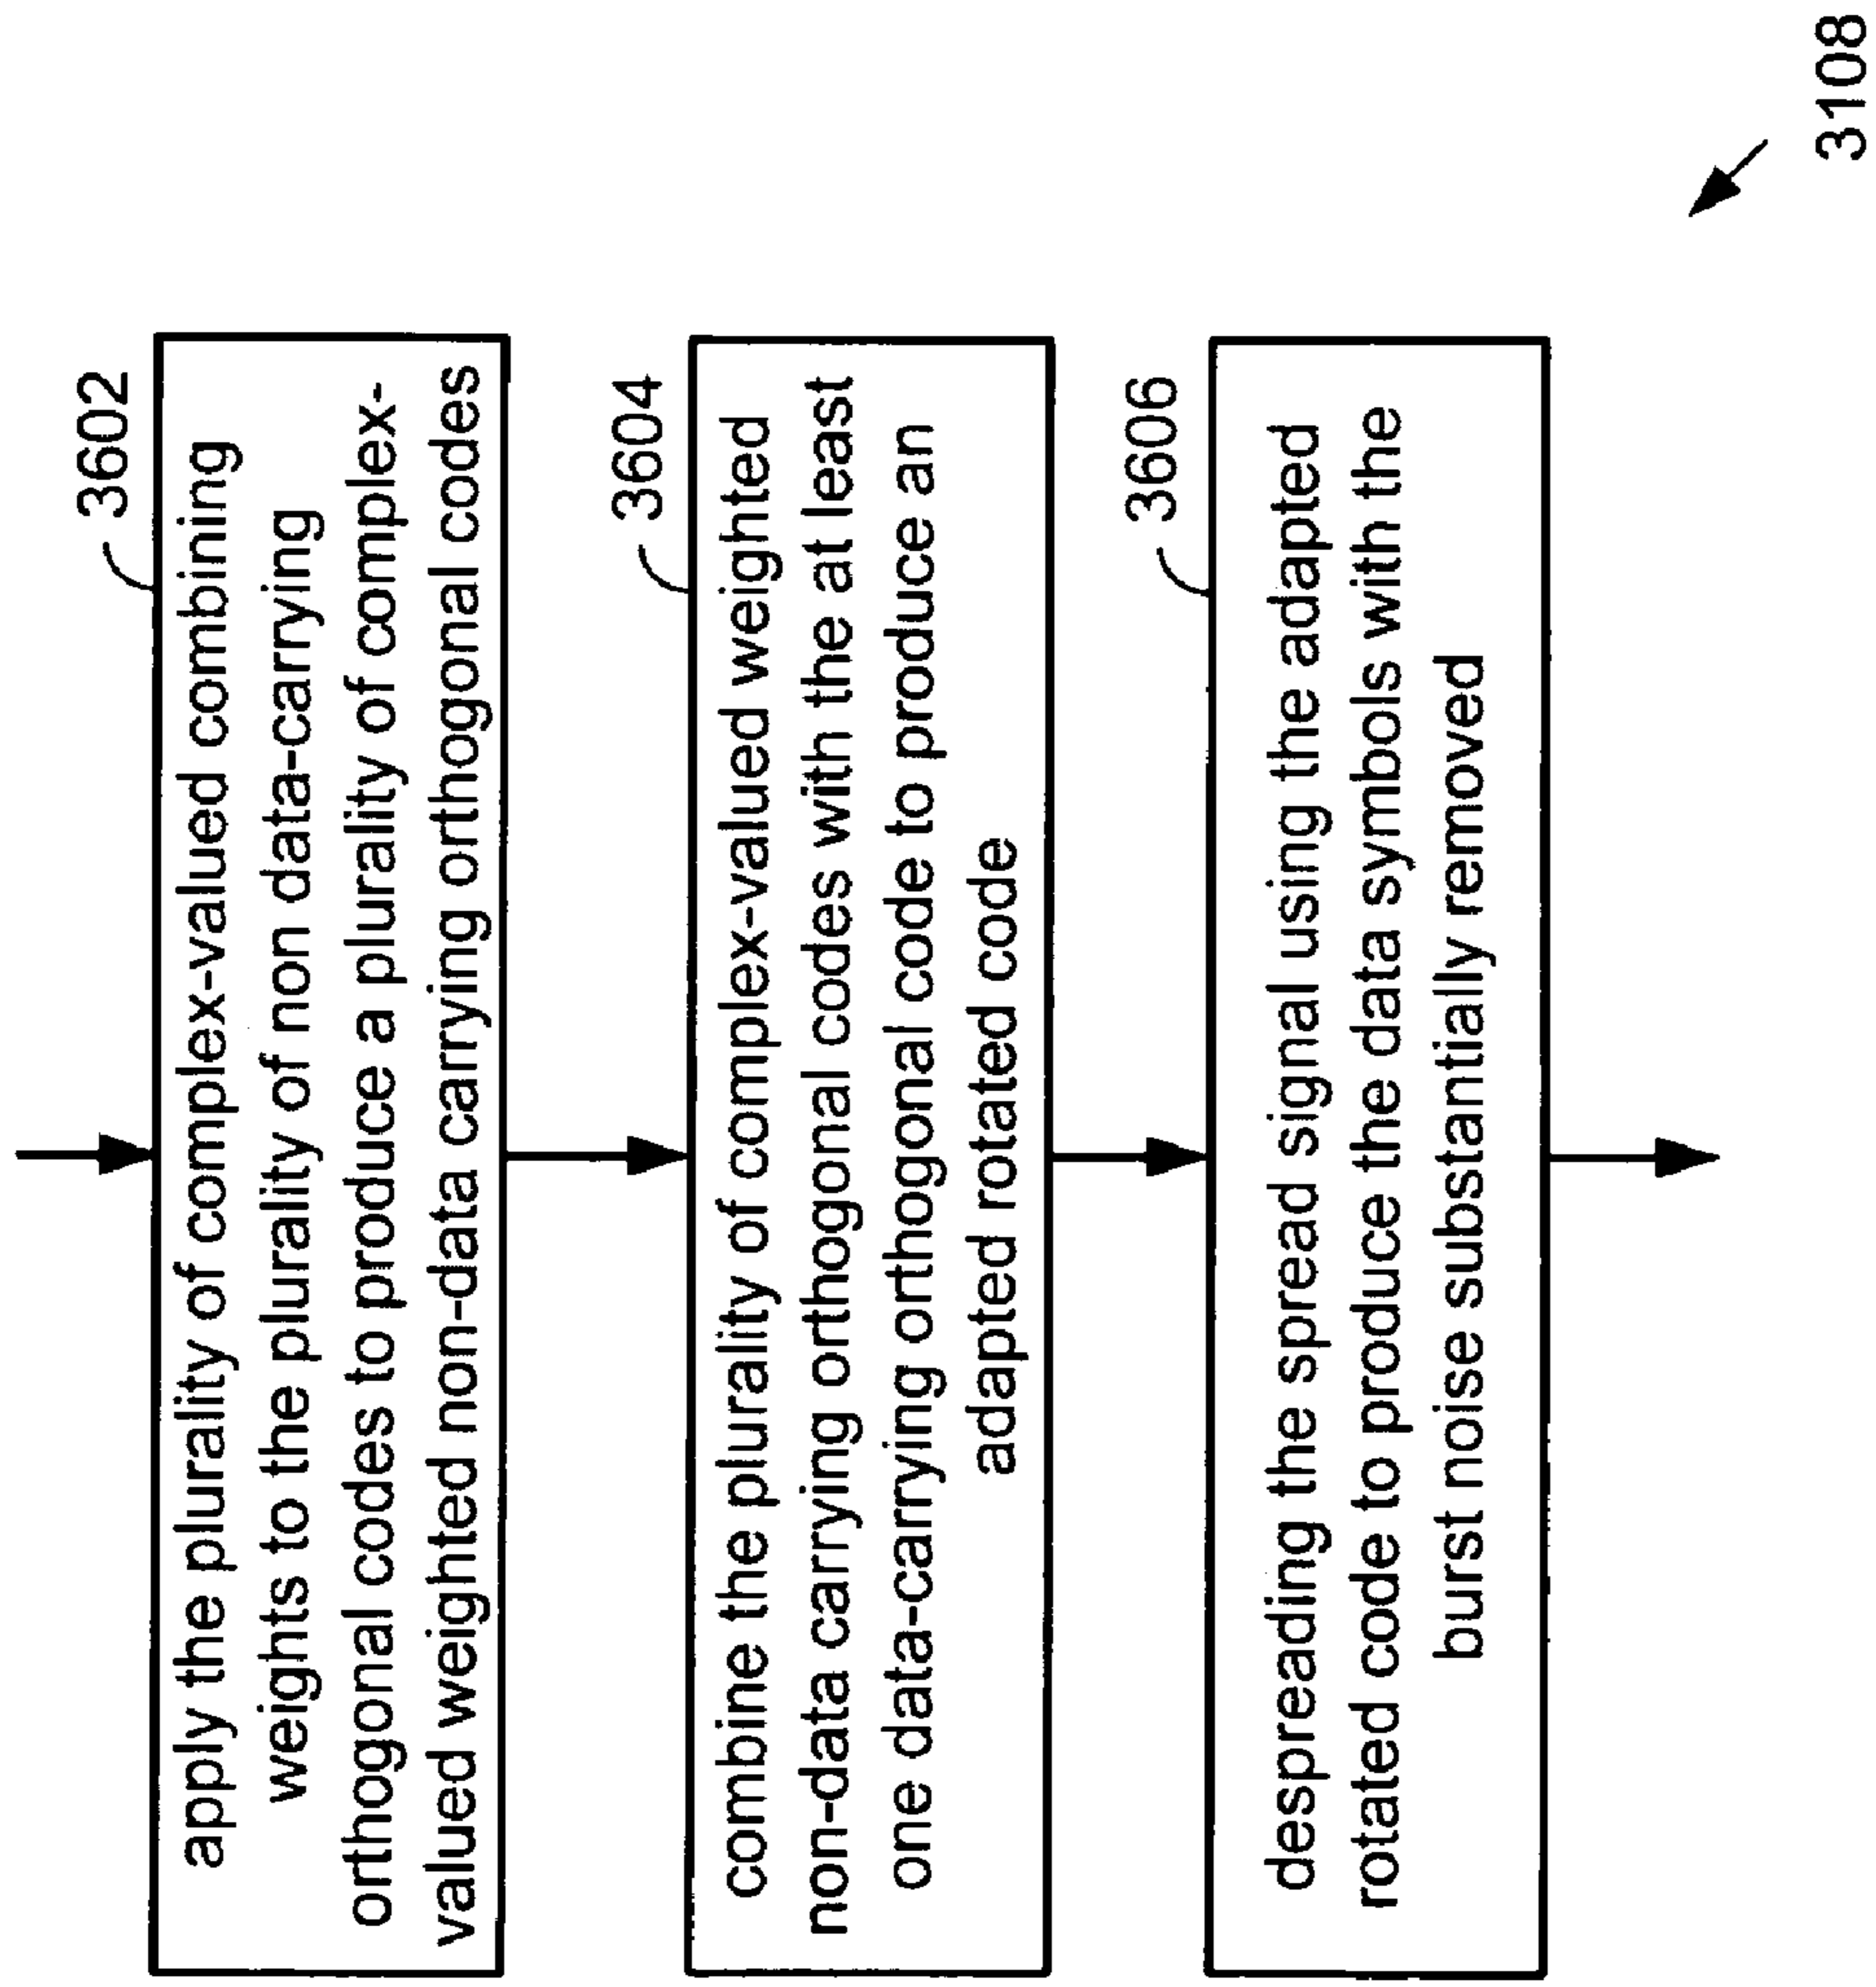 3602
apply the plurality of complex-valued combining
weights to the plurality of non data-carrying
orthogonal codes to produce a plurality of complex-
valued weighted non-data carrying orthogonal codes
3604
combine the plurality of complex-valued weighted
non-data carrying orthogonal codes with the at least
one data-carrying orthogonal code to produce an
adapted rotated code
3606
despreading the spread signal using the adapted
rotated code to produce the data symbols with the
burst noise substantially removed
3108